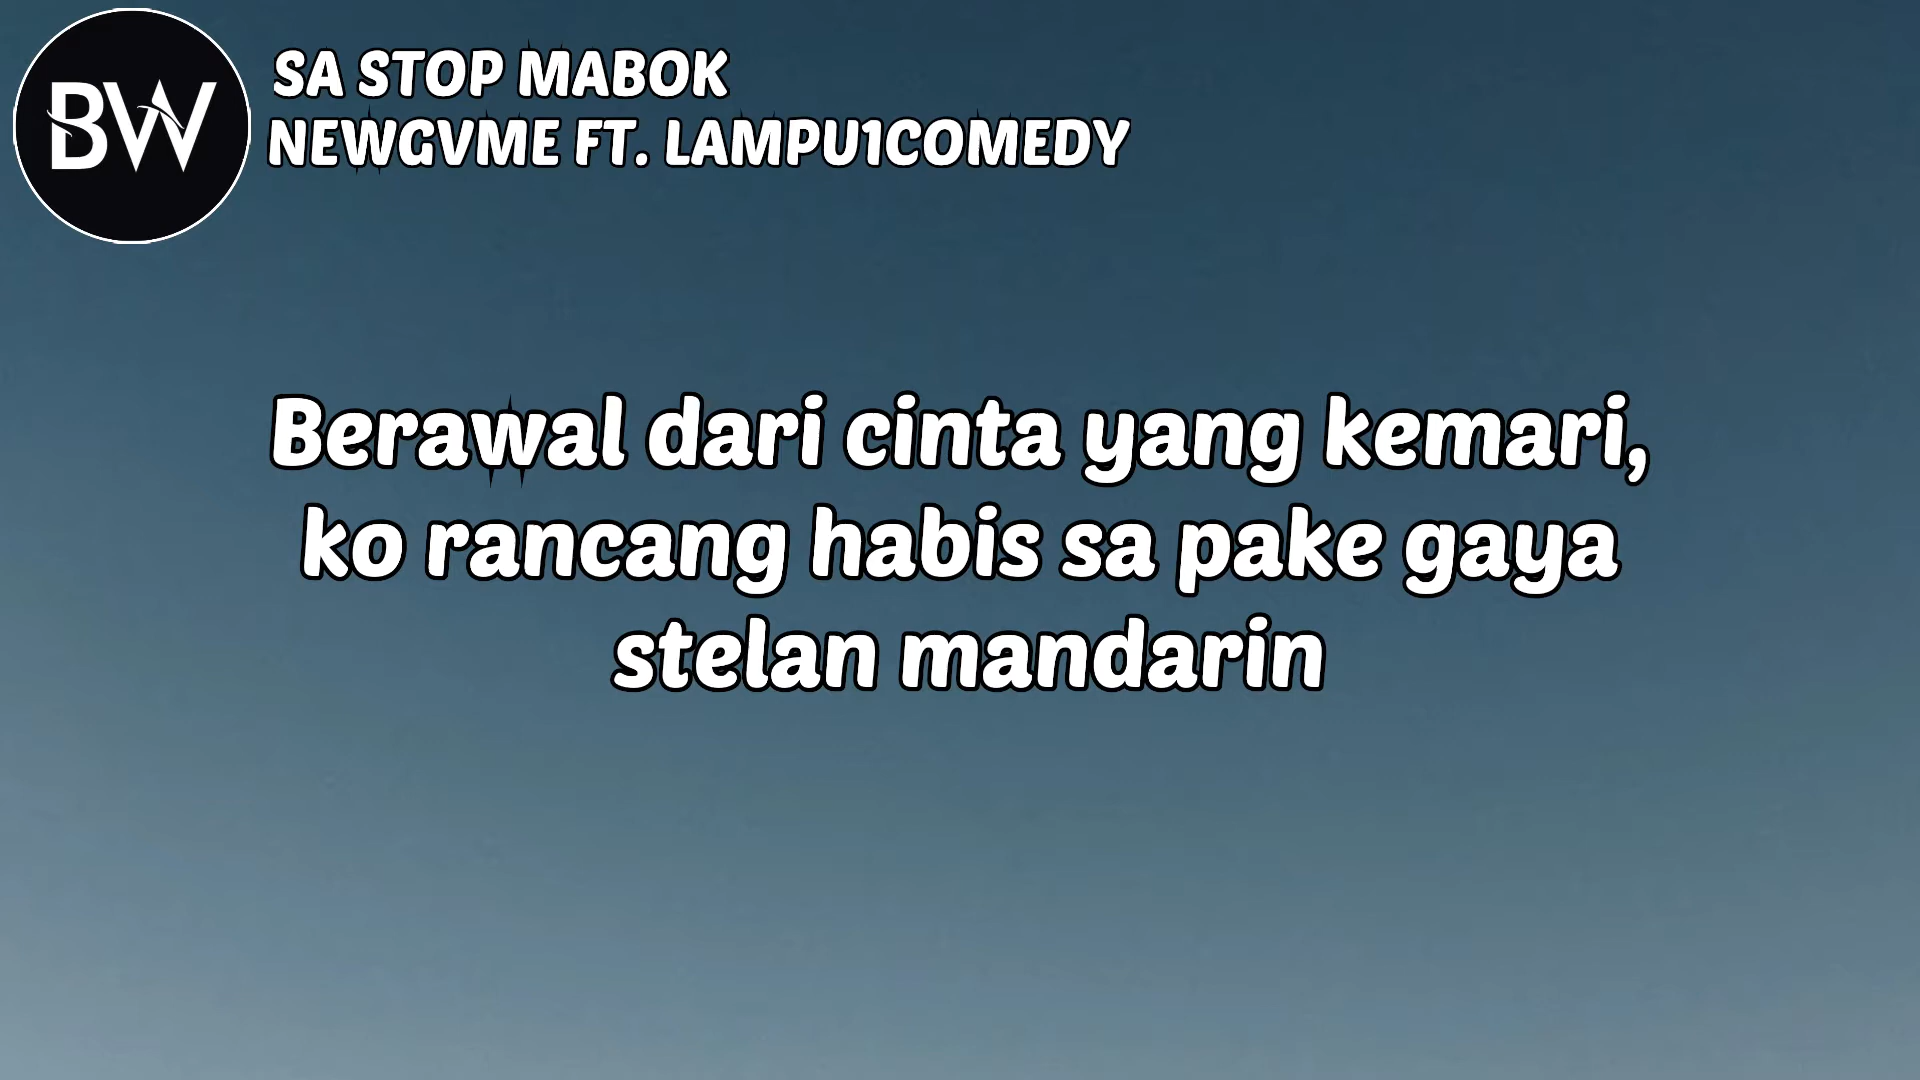 BW
SA STOP MABOK
NEWGVME FT. LAMPU1COMEDY
Berawal dari cinta yang kemari,
ko rancang habis sa pake gaya
stelan mandarin